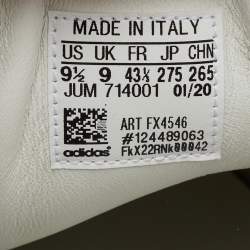 MADE IN ITALY
US UK FR JP CHN
9½ 9 43⅓ 275 265
JUM 714001 01/20
ART FX4546
#124489063
adidas FkX22RNk00042